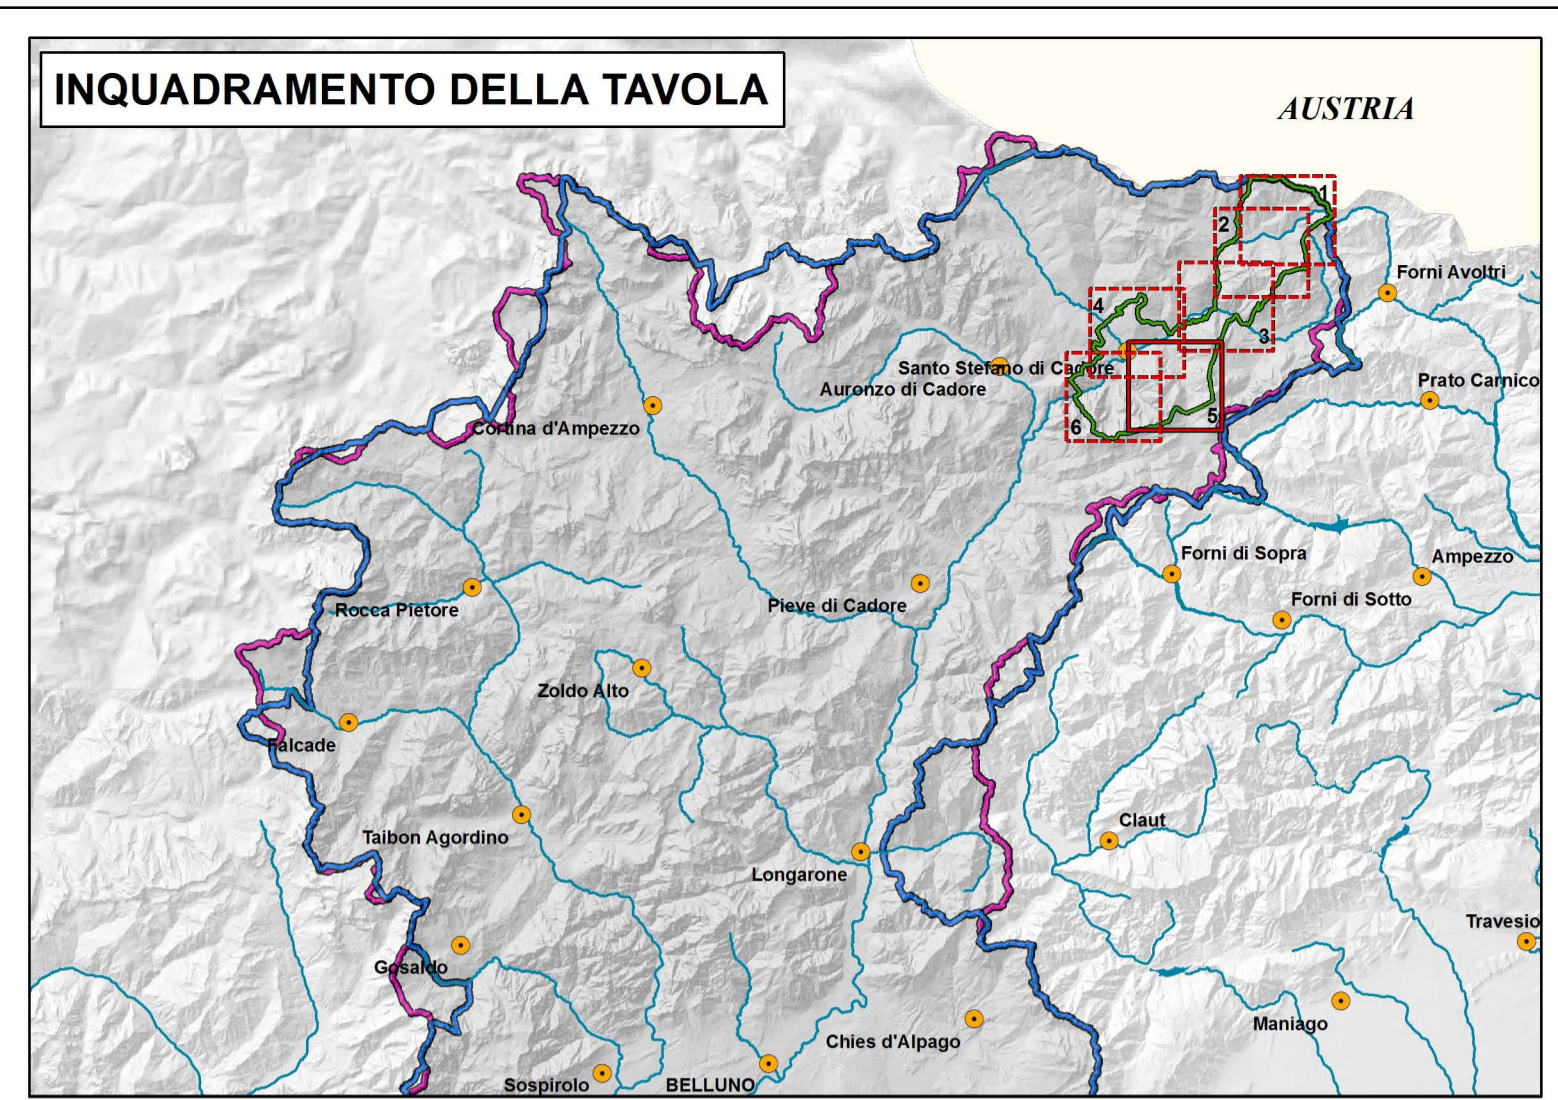 INQUADRAMENTO DELLA TAVOLA
AUSTRIA
1
2
Forni Avoltri
4
3
Santo Stefano di Cadore
Auronzo di Cadore
Prato Carnico
5
6
Cortina d'Ampezzo
Forni di Sopra
Ampezzo
Rocca Pietore
Pieve di Cadore
Forni di Sotto
Zoldo Alto
Falcade
Taibon Agordino
Claut
Longarone
Travesio
Gosaldo
Maniago
Chies d'Alpago
Sospirolo
BELLUNO